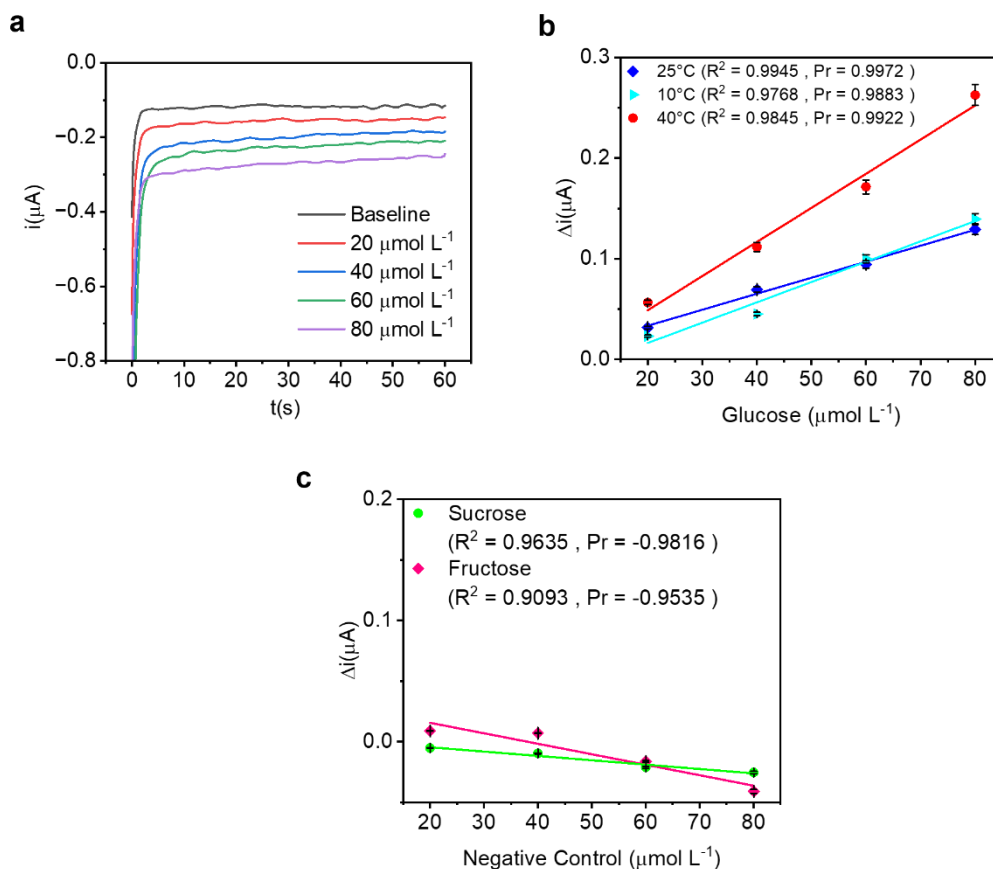 a
0.0
−0.2
−0.4
−0.6
−0.8
i(μA)
Baseline
20 μmol L⁻¹
40 μmol L⁻¹
60 μmol L⁻¹
80 μmol L⁻¹
0 10 20 30 40 50 60
t(s)
b
0.3
0.2
0.1
0.0
Δi(μA)
25°C (R² = 0.9945 , Pr = 0.9972 )
10°C (R² = 0.9768 , Pr = 0.9883 )
40°C (R² = 0.9845 , Pr = 0.9922 )
20 30 40 50 60 70 80
Glucose (μmol L⁻¹)
c
0.2
0.1
0.0
Δi(μA)
Sucrose
(R² = 0.9635 , Pr = -0.9816 )
Fructose
(R² = 0.9093 , Pr = -0.9535 )
20 30 40 50 60 70 80
Negative Control (μmol L⁻¹)